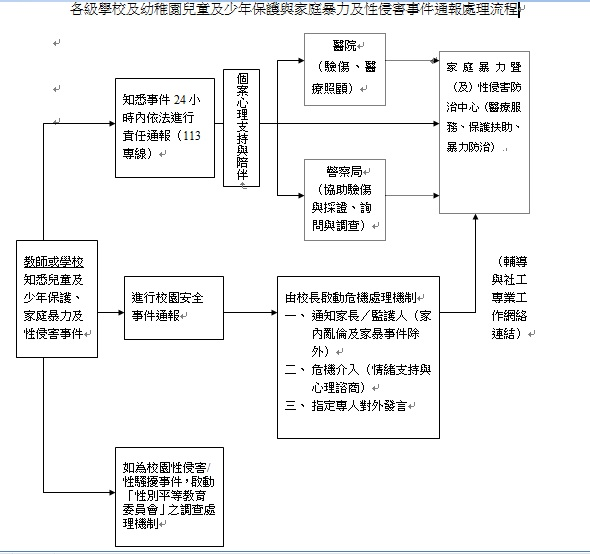 各級學校及幼稚園兒童及少年保護與家庭暴力及性侵害事件通報處理流程
醫院
（驗傷、醫
療照顧）
家庭暴力暨
（及）性侵害防
治中心（醫療服
務、保護扶助、
暴力防治）.
知悉事件 24 小
時內依法進行
責任通報（113
專線）
個案心理支持與陪伴
警察局
（協助驗傷
與採證、詢
問與調查）
教師或學校
知悉兒童及
少年保護、
家庭暴力及
性侵害事件
進行校園安全
事件通報
由校長啟動危機處理機制
一、 通知家長／監護人（家
內亂倫及家暴事件除
外）
二、 危機介入（情緒支持與
心理諮商）
三、 指定專人對外發言
（輔導
與社工
專業工
作網絡
連結）
如為校園性侵害/
性騷擾事件，啟動
「性別平等教育
委員會」之調查處
理機制